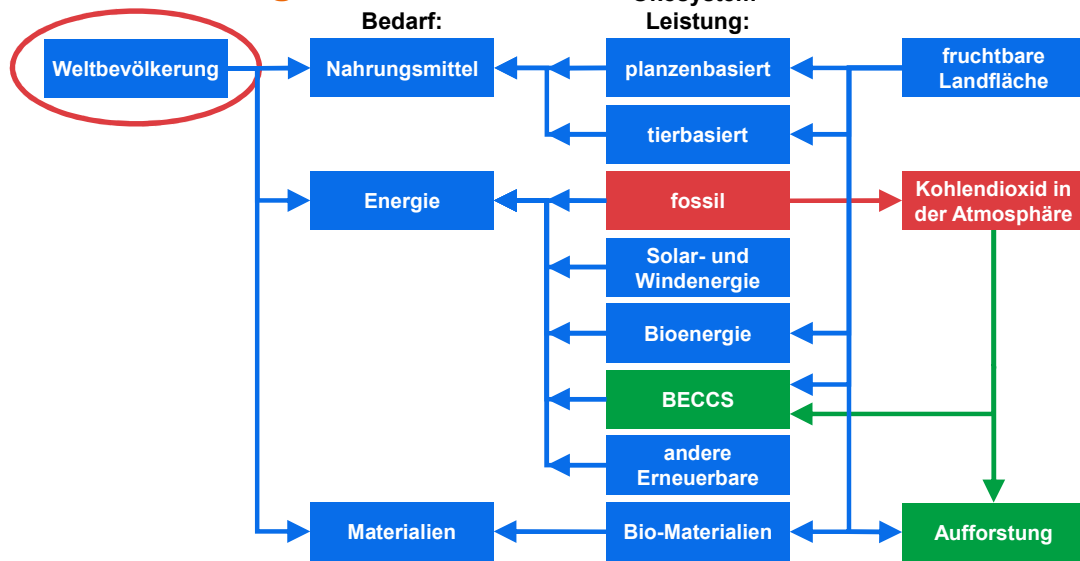 Bedarf:
Leistung:
Weltbevölkerung
Nahrungsmittel
planzenbasiert
fruchtbare
Landfläche
tierbasiert
Energie
fossil
Kohlendioxid in
der Atmosphäre
Solar- und
Windenergie
Bioenergie
BECCS
andere
Erneuerbare
Materialien
Bio-Materialien
Aufforstung